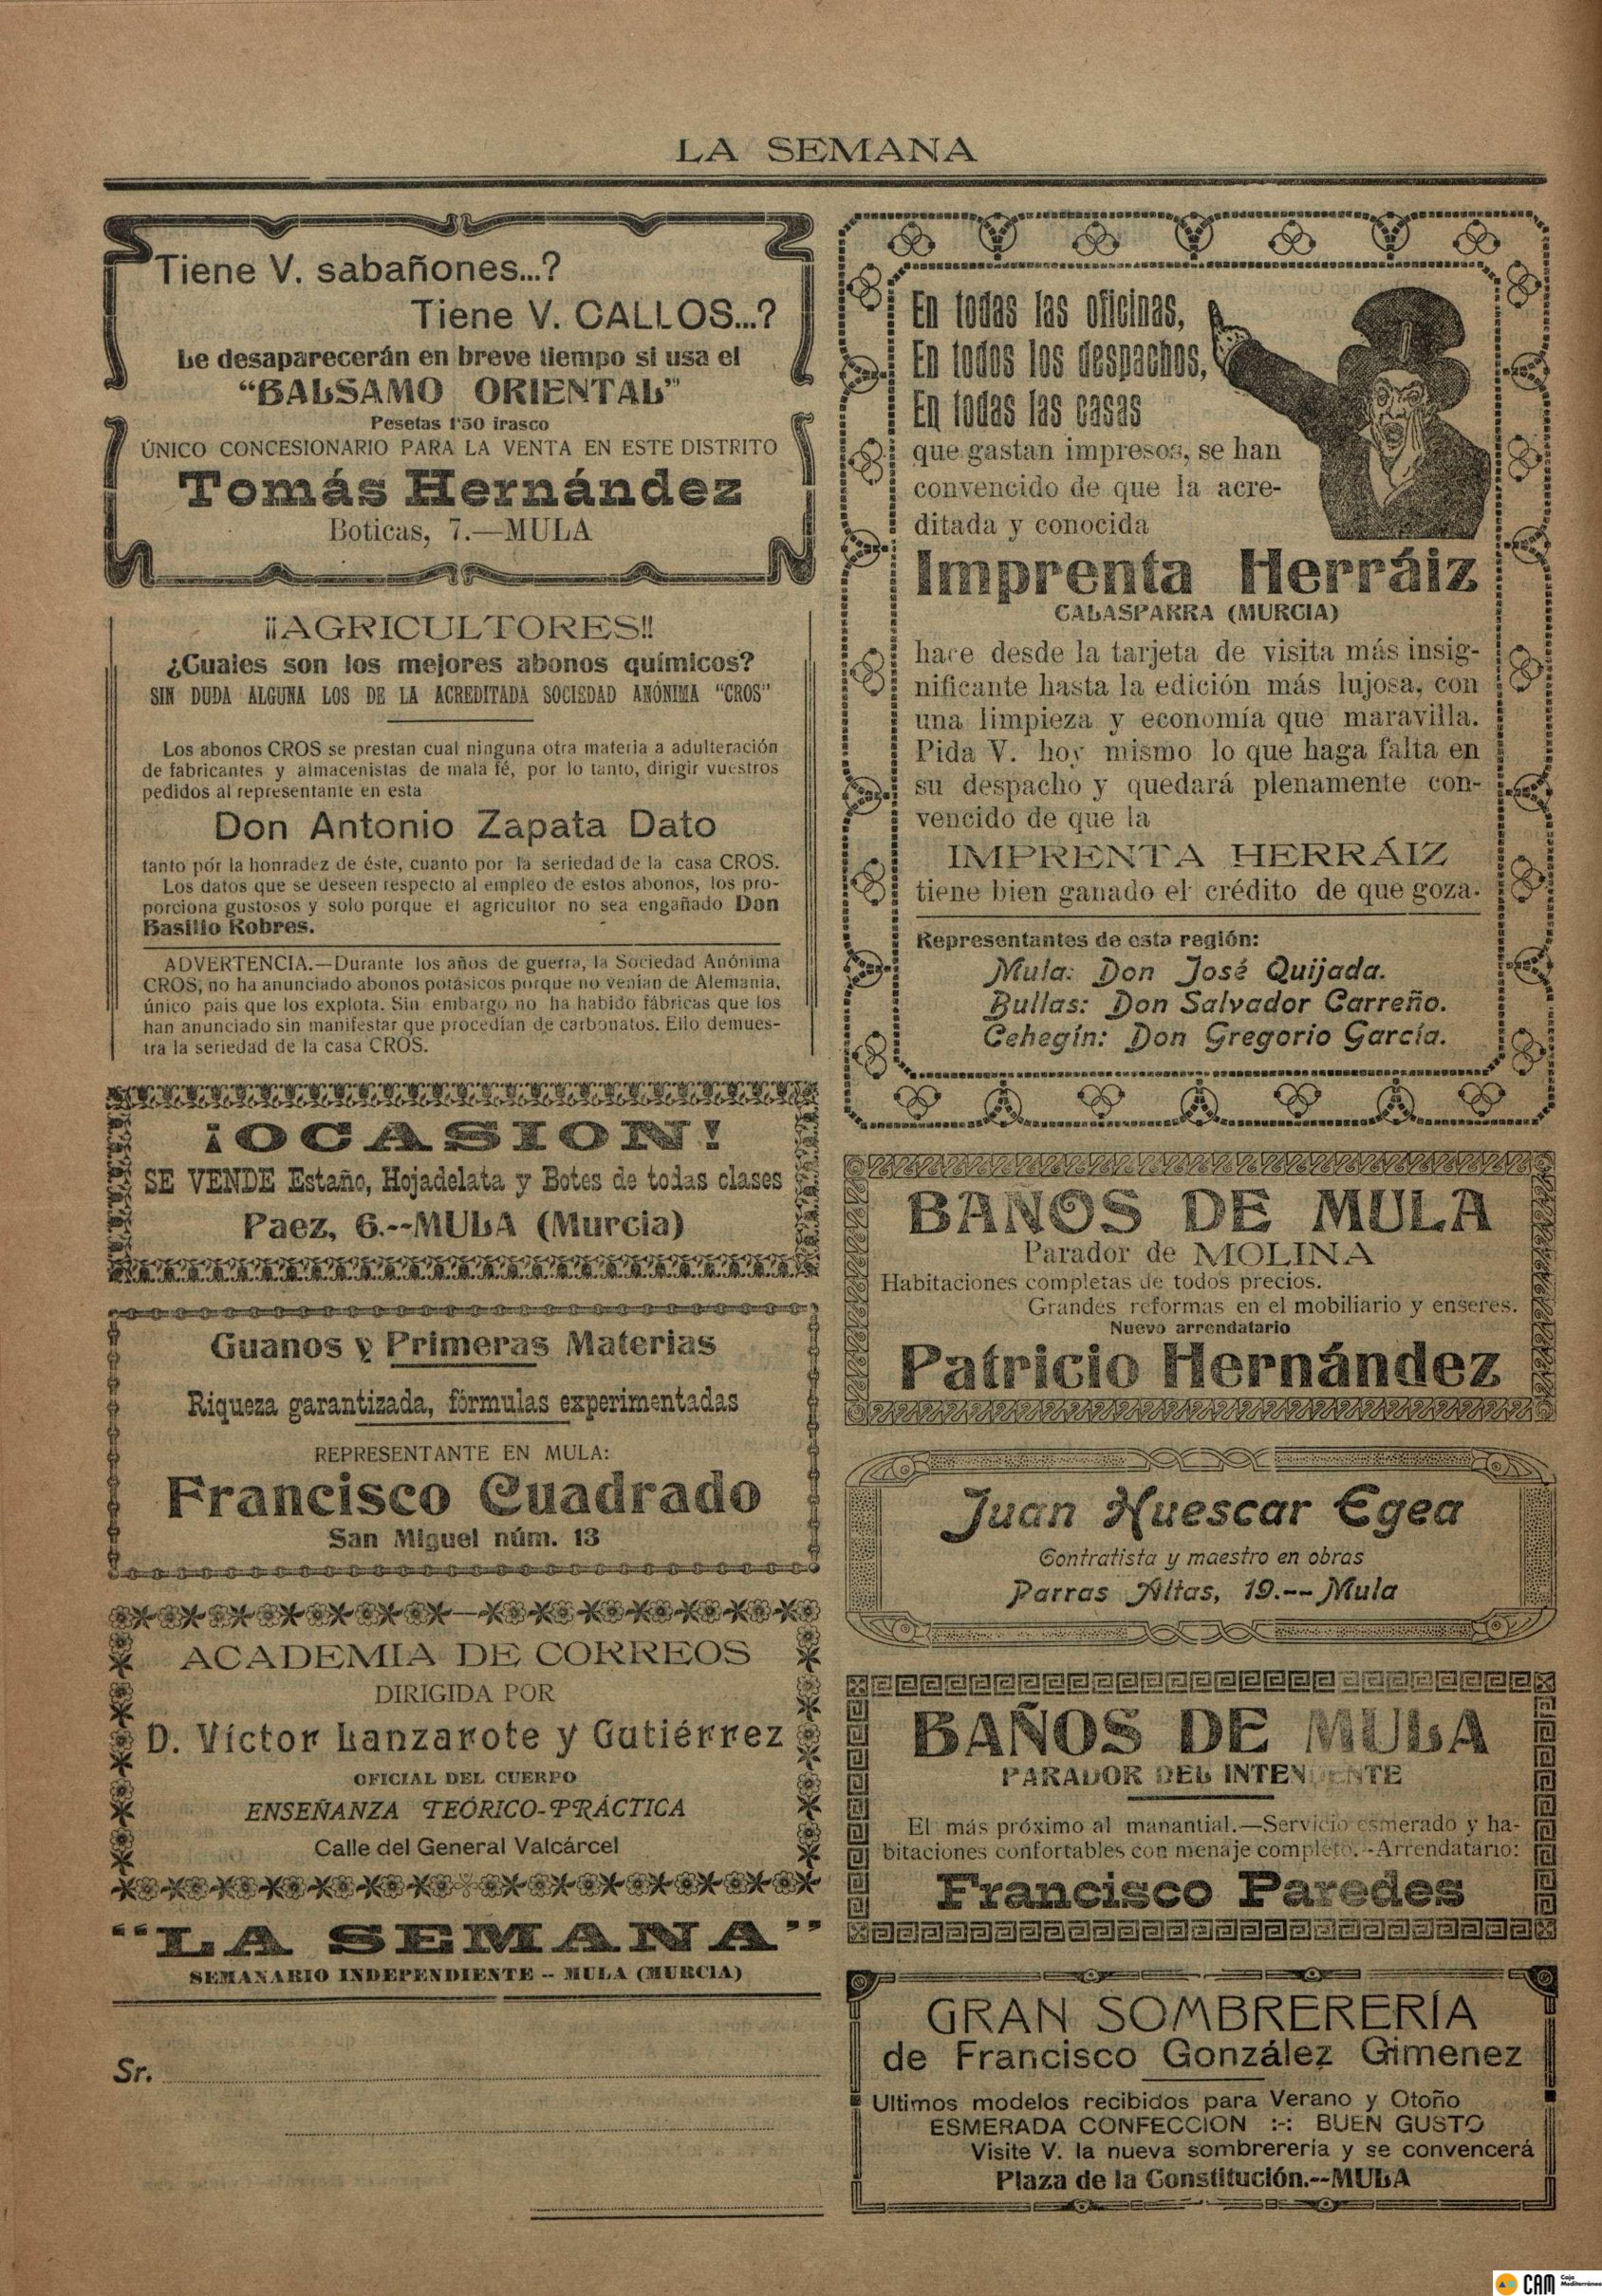 LA SEMANA
Tiene V. sabañones...?
Tiene V. CALLOS...?
Le desaparecerán en breve tiempo si usa el
"BALSAMO ORIENTAL"
Pesetas 1'50 frasco
ÚNICO CONCESIONARIO PARA LA VENTA EN ESTE DISTRITO
Tomás Hernández
Boticas, 7.—MULA
¡¡AGRICULTORES!!
¿Cuales son los mejores abonos químicos?
SIN DUDA ALGUNA LOS DE LA ACREDITADA SOCIEDAD ANÓNIMA "CROS"
Los abonos CROS se prestan cual ninguna otra materia a adulteración
de fabricantes y almacenistas de mala fé, por lo tanto, dirigir vuestros
pedidos al representante en esta
Don Antonio Zapata Dato
tanto pór la honradez de éste, cuanto por la seriedad de la casa CROS.
Los datos que se deseen respecto al empleo de estos abonos, los pro-
porciona gustosos y solo porque el agricultor no sea engañado Don
Basilio Robres.
ADVERTENCIA.—Durante los años de guerra, la Sociedad Anónima
CROS, no ha anunciado abonos potásicos porque no venían de Alemania,
único pais que los explota. Sin embargo no ha habido fábricas que los
han anunciado sin manifestar que procedían de carbonatos. Ello demues-
tra la seriedad de la casa CROS.
¡OCASION!
SE VENDE Estaño, Hojadelata y Botes de todas clases
Paez, 6.--MULA (Murcia)
Guanos y Primeras Materias
Riqueza garantizada, fórmulas experimentadas
REPRESENTANTE EN MULA:
Francisco Cuadrado
San Miguel núm. 13
ACADEMIA DE CORREOS
DIRIGIDA POR
D. Víctor Lanzarote y Gutiérrez
OFICIAL DEL CUERPO
ENSEÑANZA TEÓRICO-PRÁCTICA
Calle del General Valcárcel
"LA SEMANA"
SEMANARIO INDEPENDIENTE -- MULA (MURCIA)
Sr.
En todas las oficinas,
En todos los despachos,
En todas las casas
que gastan impresos, se han
convencido de que la acre-
ditada y conocida
Imprenta Herráiz
CALASPARRA (MURCIA)
hace desde la tarjeta de visita más insig-
nificante hasta la edición más lujosa, con
una limpieza y economía que maravilla.
Pida V. hoy mismo lo que haga falta en
su despacho y quedará plenamente con-
vencido de que la
IMPRENTA HERRÁIZ
tiene bien ganado el crédito de que goza.
Representantes de esta región:
Mula: Don José Quijada.
Bullas: Don Salvador Carreño.
Cehegín: Don Gregorio García.
BAÑOS DE MULA
Parador de MOLINA
Habitaciones completas de todos precios.
Grandes reformas en el mobiliario y enseres.
Nuevo arrendatario
Patricio Hernández
Juan Huescar Egea
Contratista y maestro en obras
Parras Altas, 19.-- Mula
BAÑOS DE MULA
PARADOR DEL INTENDENTE
El más próximo al manantial.—Servicio esmerado y ha-
bitaciones confortables con menaje completo.--Arrendatario:
Francisco Paredes
GRAN SOMBRERERÍA
de Francisco González Gimenez
Ultimos modelos recibidos para Verano y Otoño
ESMERADA CONFECCION :-: BUEN GUSTO
Visite V. la nueva sombrerería y se convencerá
Plaza de la Constitución.--MULA
CAM Caja Mediterráneo